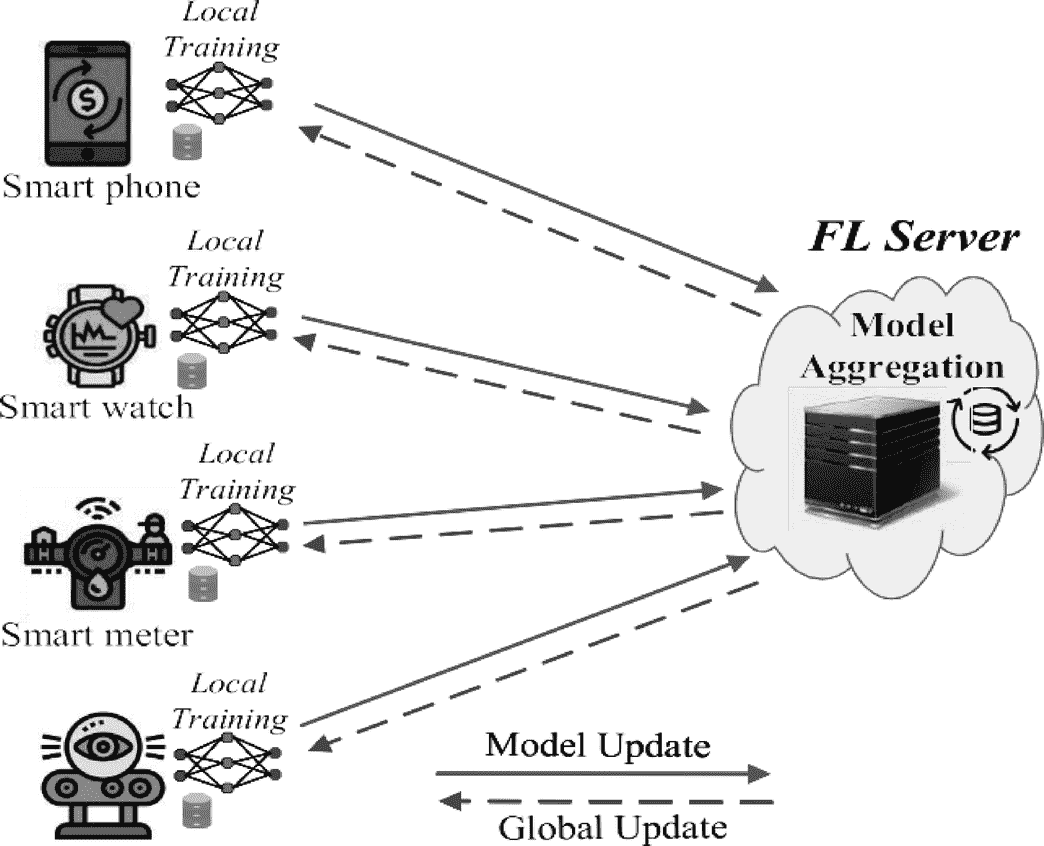 Local
Training
$
Smart phone
Local
Training
Smart watch
Local
Training
H
H
Smart meter
Local
Training
FL Server
Model
Aggregation
Model Update
Global Update